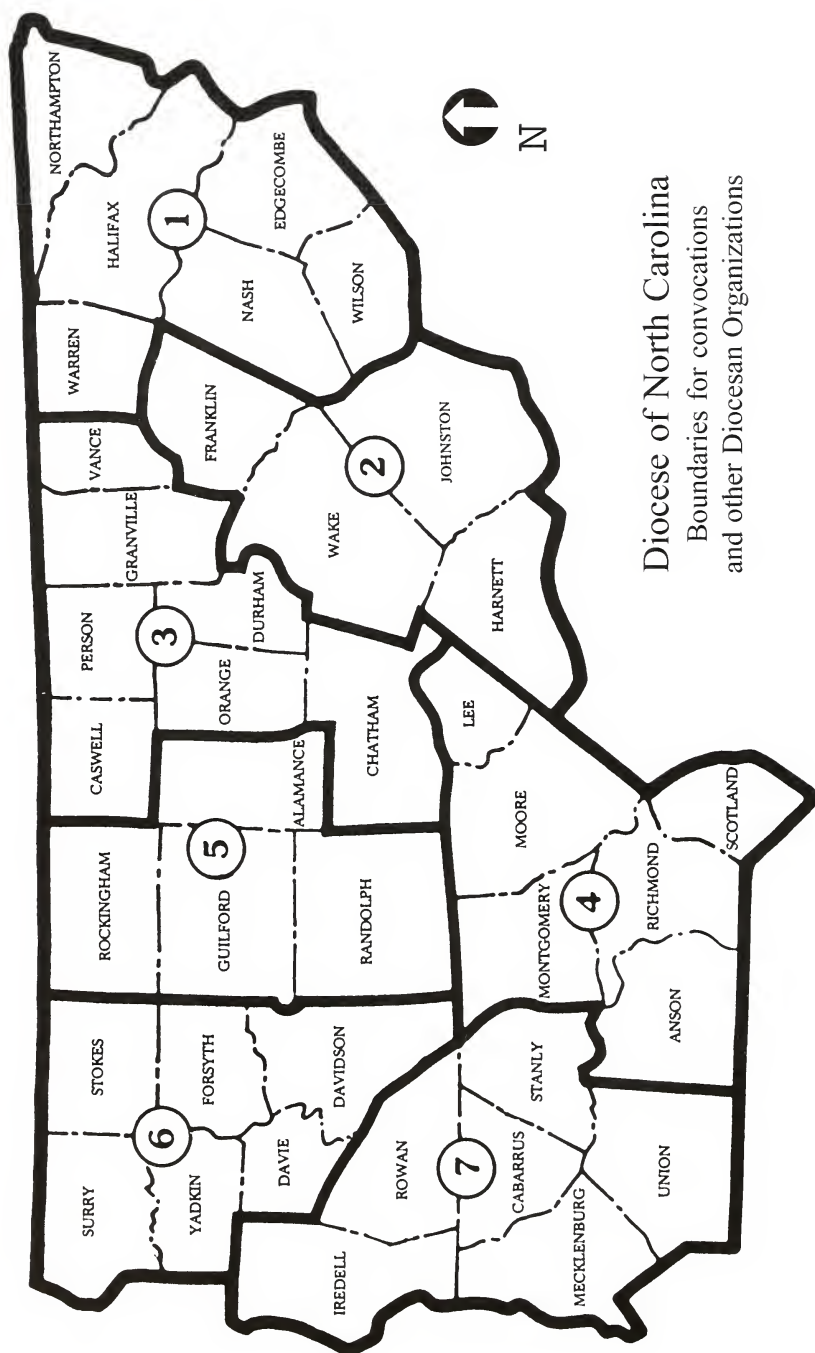 SURRY
STOKES
ROCKINGHAM
CASWELL
PERSON
GRANVILLE
VANCE
WARREN
HALIFAX
NORTHAMPTON
6
YADKIN
FORSYTH
5
GUILFORD
ALAMANCE
3
ORANGE
DURHAM
FRANKLIN
1
NASH
EDGECOMBE
DAVIE
DAVIDSON
RANDOLPH
CHATHAM
WAKE
2
WILSON
IREDELL
ROWAN
7
CABARRUS
STANLY
MONTGOMERY
MOORE
LEE
HARNETT
JOHNSTON
MECKLENBURG
UNION
ANSON
4
RICHMOND
SCOTLAND
N
Diocese of North Carolina
Boundaries for convocations
and other Diocesan Organizations